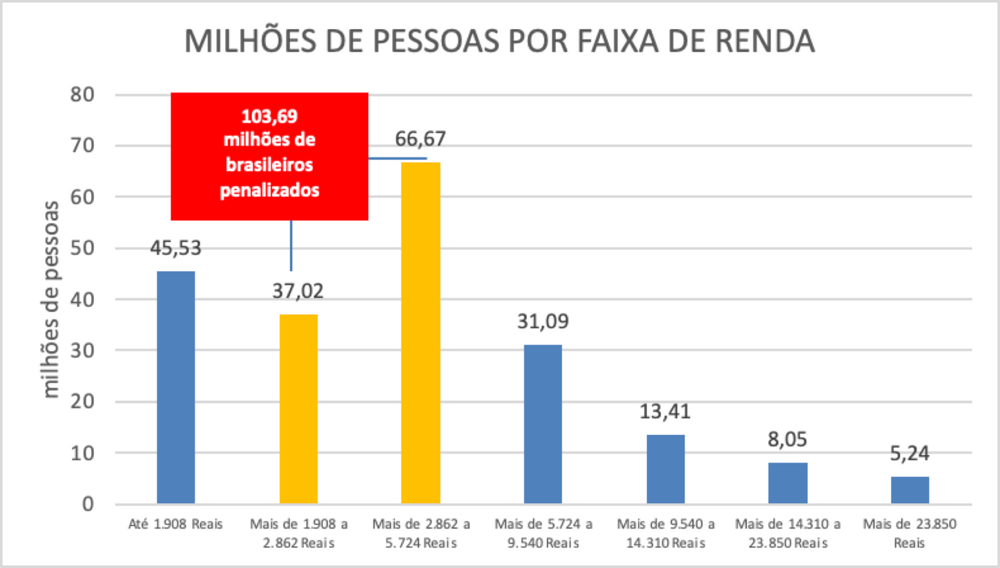 MILHÕES DE PESSOAS POR FAIXA DE RENDA
80
70
60
50
40
30
20
10
0
milhões de pessoas
103,69
milhões de
brasileiros
penalizados
45,53
37,02
66,67
31,09
13,41
8,05
5,24
Até 1.908 Reais
Mais de 1.908 a
2.862 Reais
Mais de 2.862 a
5.724 Reais
Mais de 5.724 a
9.540 Reais
Mais de 9.540 a
14.310 Reais
Mais de 14.310 a
23.850 Reais
Mais de 23.850
Reais